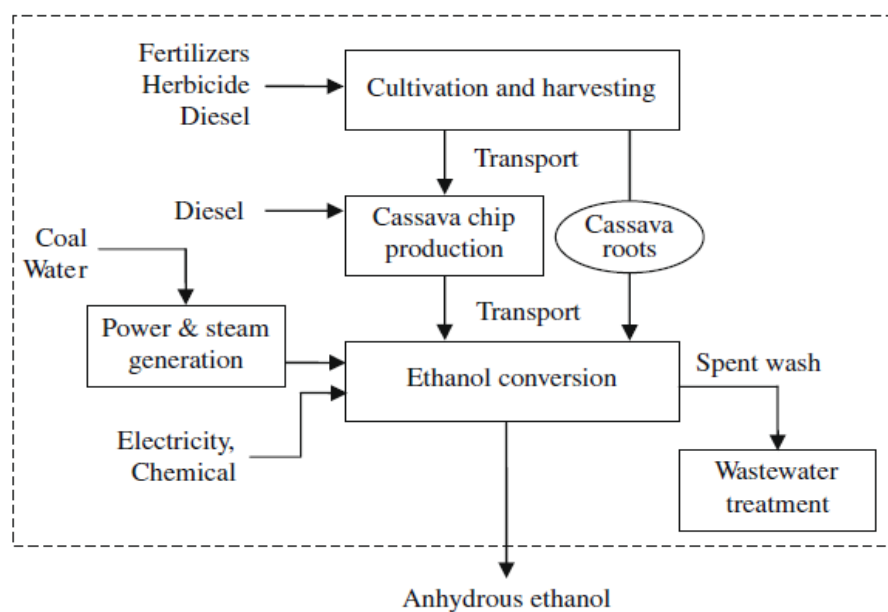 Fertilizers
Herbicide
Diesel
Cultivation and harvesting
Transport
Diesel
Cassava chip
production
Cassava
roots
Coal
Water
Power & steam
generation
Transport
Ethanol conversion
Spent wash
Electricity,
Chemical
Wastewater
treatment
Anhydrous ethanol